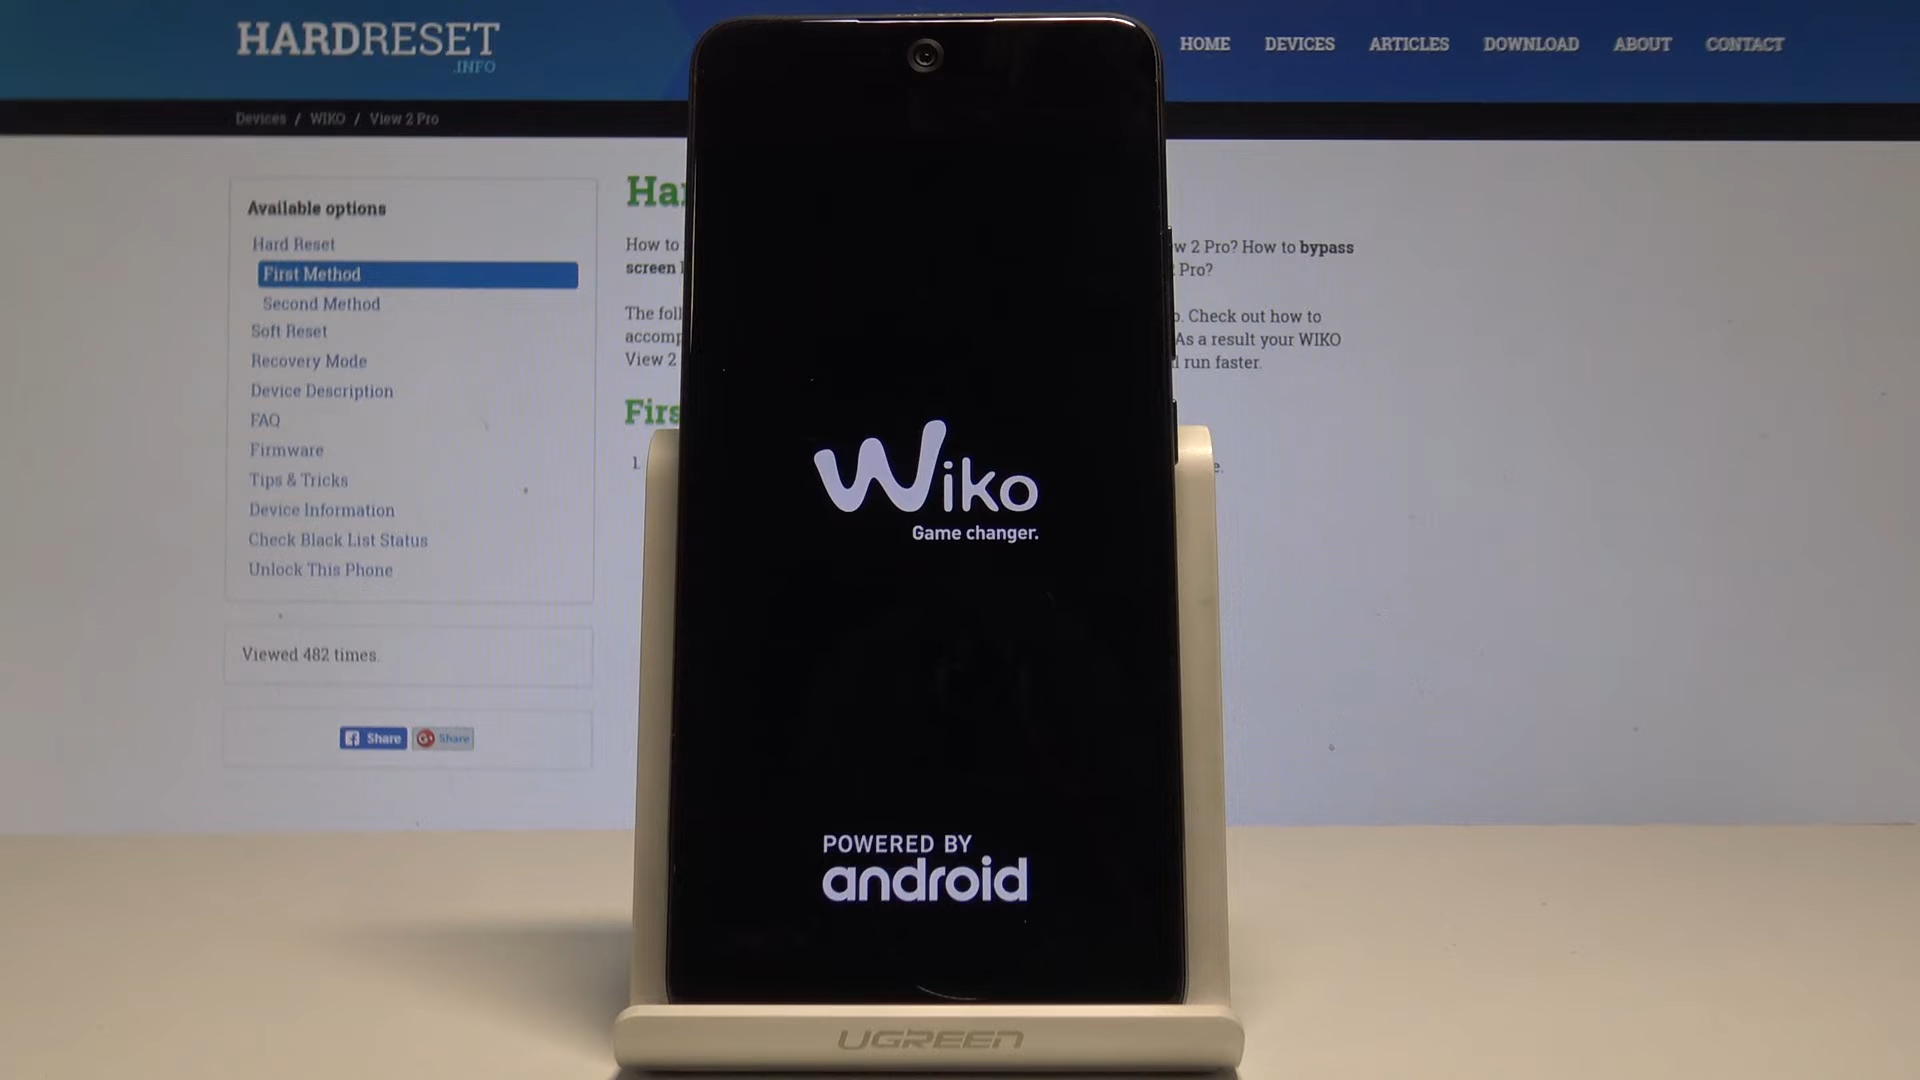 HARDRESET
.INFO
HOME DEVICES ARTICLES DOWNLOAD ABOUT CONTACT
Devices / WIKO / View 2 Pro
Available options
Hard Reset
First Method
Second Method
Soft Reset
Recovery Mode
Device Description
FAQ
Firmware
Tips & Tricks
Device Information
Check Black List Status
Unlock This Phone
Viewed 482 times.
Share Share
How to 2 Pro? How to bypass
screen Pro?
The Check out how to
As a result your WIKO
View 2 run faster.
1.
Wiko
Game changer.
POWERED BY
android
UGREEN